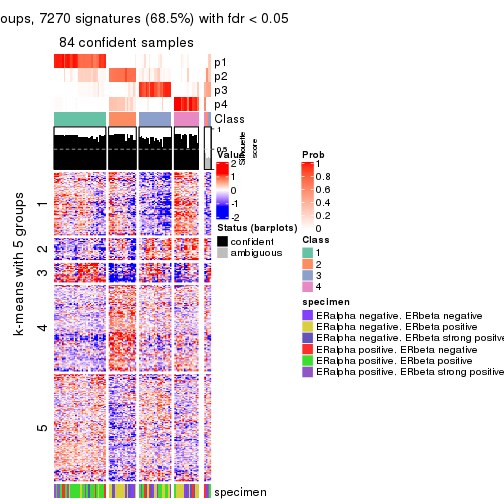 oups, 7270 signatures (68.5%) with fdr < 0.05
84 confident samples
p1
p2
p3
p4
Class
1
0.5
0
Silhouette
score
Value
2
1
0
-1
-2
Prob
1
0.8
0.6
0.4
0.2
0
Status (barplots)
confident
ambiguous
Class
1
2
3
4
specimen
ERalpha negative. ERbeta negative
ERalpha negative. ERbeta positive
ERalpha negative. ERbeta strong positive
ERalpha positive. ERbeta negative
ERalpha positive. ERbeta positive
ERalpha positive. ERbeta strong positive
k-means with 5 groups
1
2
3
4
5
specimen